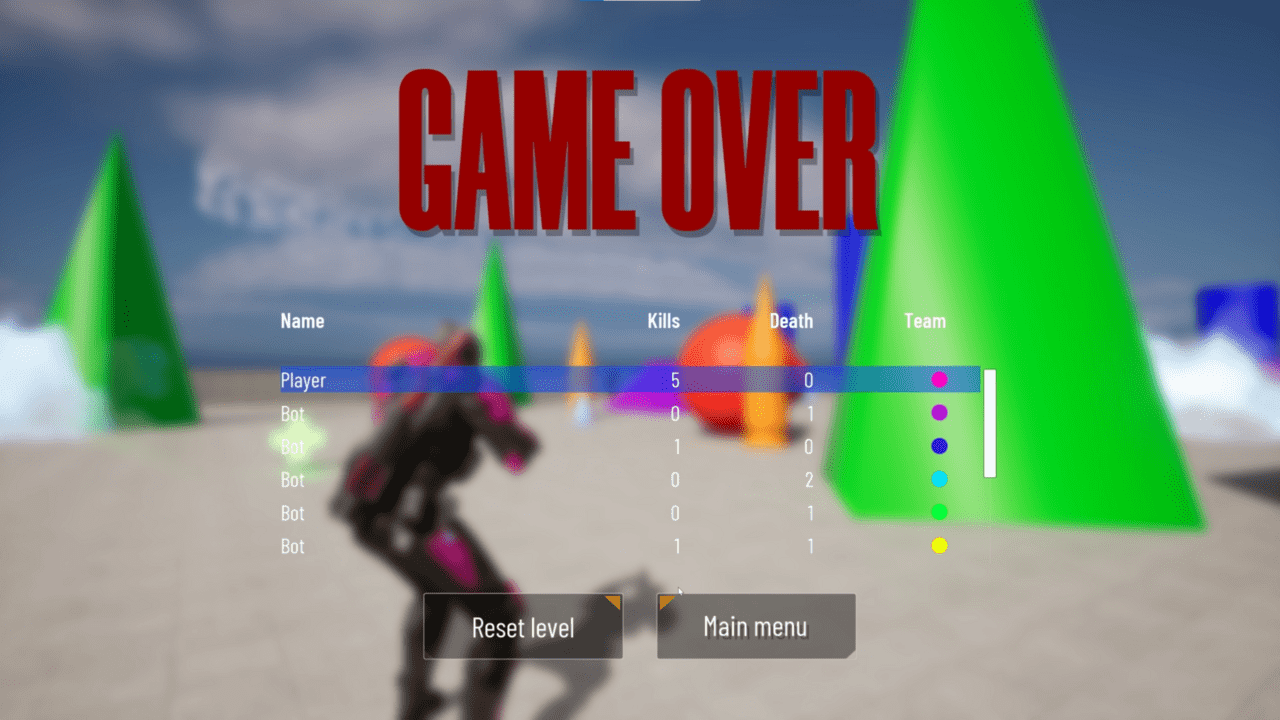 GAME OVER
Name Kills Death Team
Player 5 0
Bot 0 1
Bot 1 0
Bot 0 2
Bot 0 1
Bot 1 1
Reset level Main menu